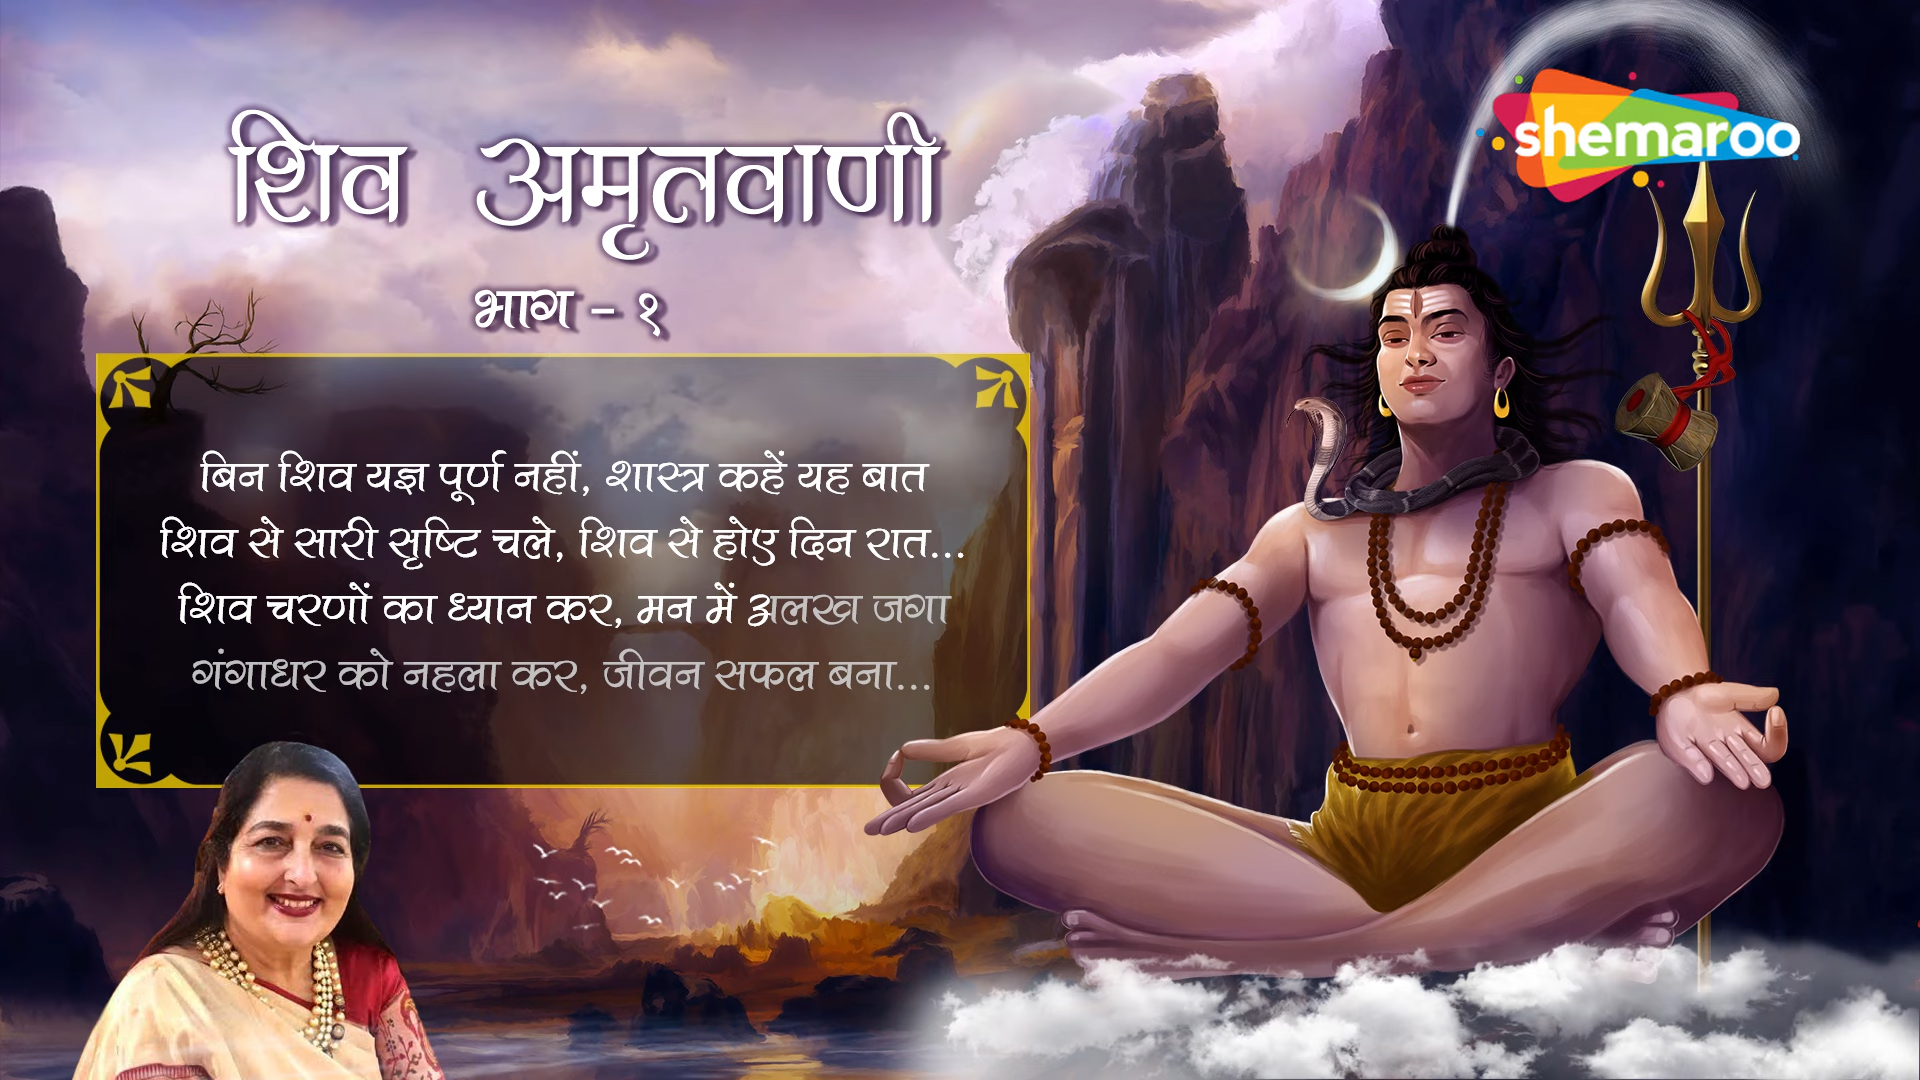 shemaroo
शिव अमृतवाणी
भाग - १
बिन शिव यज्ञ पूर्ण नहीं, शास्त्र कहें यह बात
शिव से सारी सृष्टि चले, शिव से होए दिन रात...
शिव चरणों का ध्यान कर, मन में अलख जगा
गंगाधर को नहला कर, जीवन सफल बना...